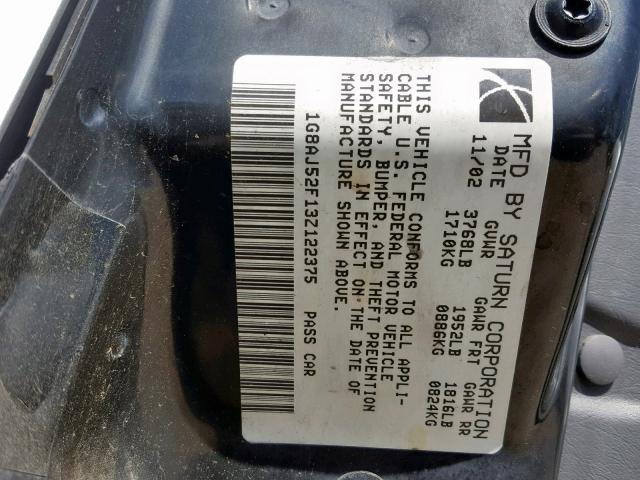 MFD BY SATURN CORPORATION
DATE GVWR GAWR FRT GAWR RR
11/02 3768LB 1952LB 1816LB
1710KG 0886KG 0824KG
THIS VEHICLE CONFORMS TO ALL APPLI-
CABLE U.S. FEDERAL MOTOR VEHICLE
SAFETY, BUMPER, AND THEFT PREVENTION
STANDARDS IN EFFECT ON THE DATE OF
MANUFACTURE SHOWN ABOVE.
1G8AJ52F13Z122375 PASS CAR